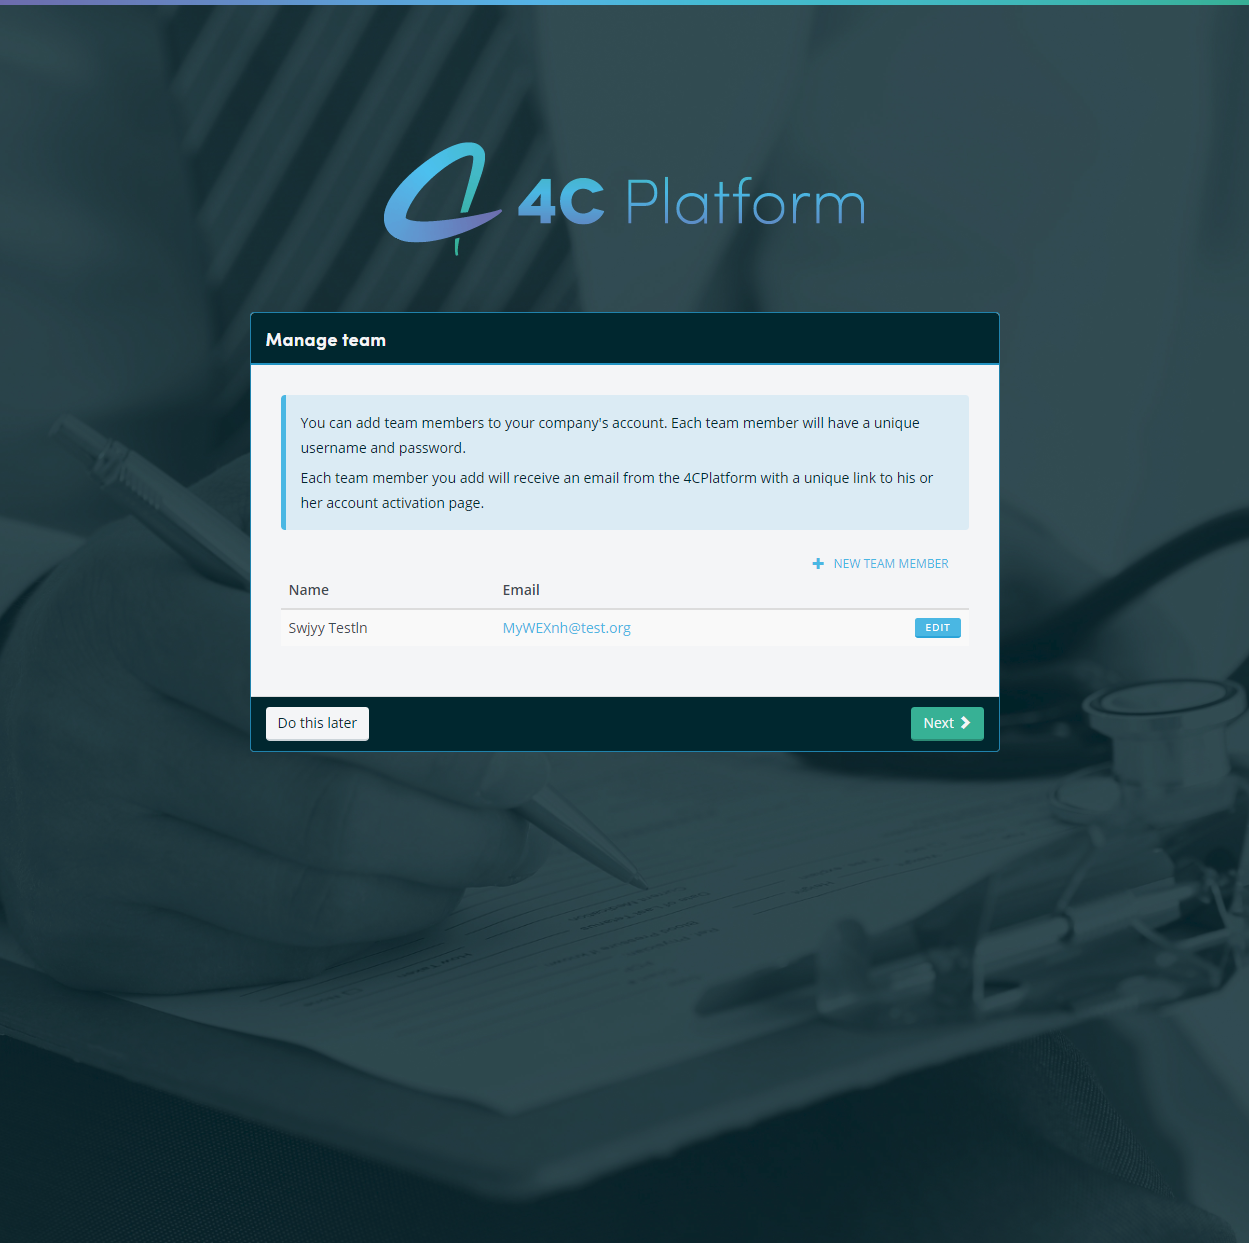 4C Platform
Manage team
You can add team members to your company's account. Each team member will have a unique
username and password.
Each team member you add will receive an email from the 4CPlatform with a unique link to his or
her account activation page.
NEW TEAM MEMBER
Name Email
Swjyy Testln MyWEXnh@test.org EDIT
Do this later Next